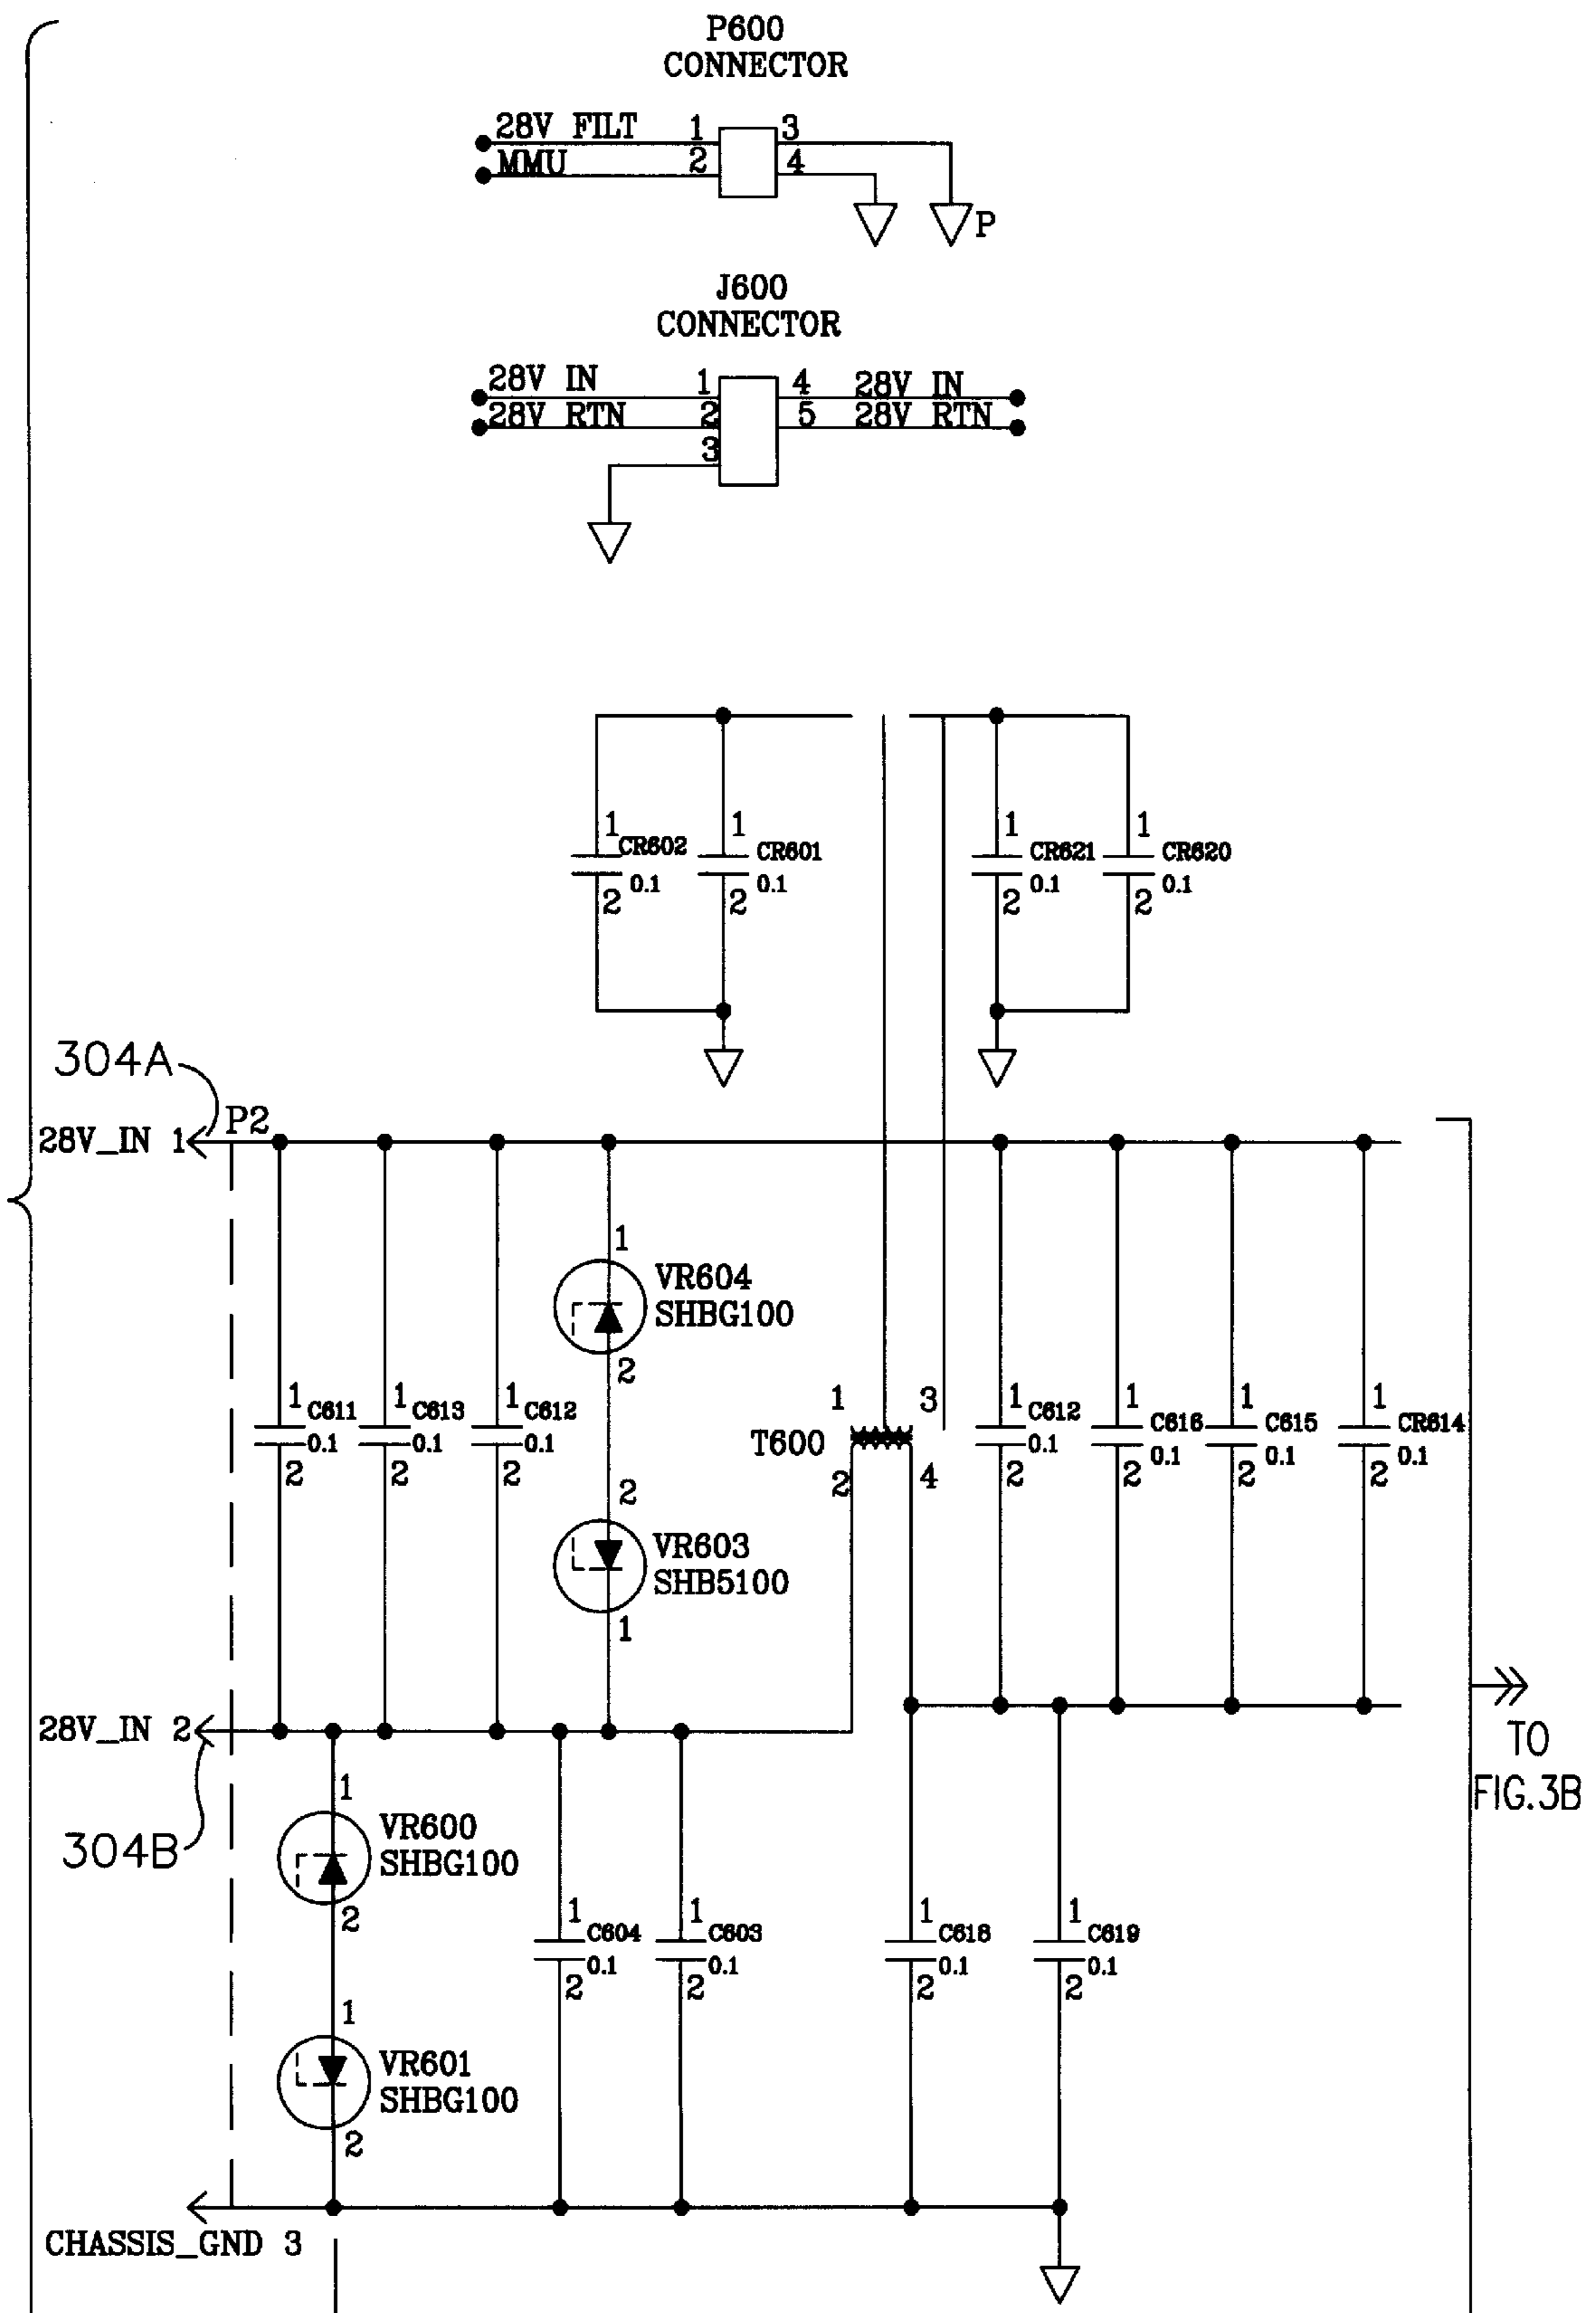 P600
CONNECTOR
28V FILT 1 3
MMU 2 4
P
J600
CONNECTOR
28V IN 1 4 28V IN
28V RTN 2 5 28V RTN
3
1 1 1 1
CR602 CR601 CR621 CR620
0.1 0.1 0.1 0.1
2 2 2 2
304A
P2
28V_IN 1
1
VR604
SHBG100
2
1 1 1 1 3 1 1 1 1
C611 C613 C612 T600 C612 C616 C615 CR614
0.1 0.1 0.1 0.1 0.1 0.1 0.1
2 2 2 2 4 2 2 2 2
2
VR603
SHB5100
1
28V_IN 2
TO
FIG.3B
304B
1
VR600
SHBG100
2
1 1 1 1
C604 C603 C618 C619
0.1 0.1 0.1 0.1
2 2 2 2
1
VR601
SHBG100
2
CHASSIS_GND 3